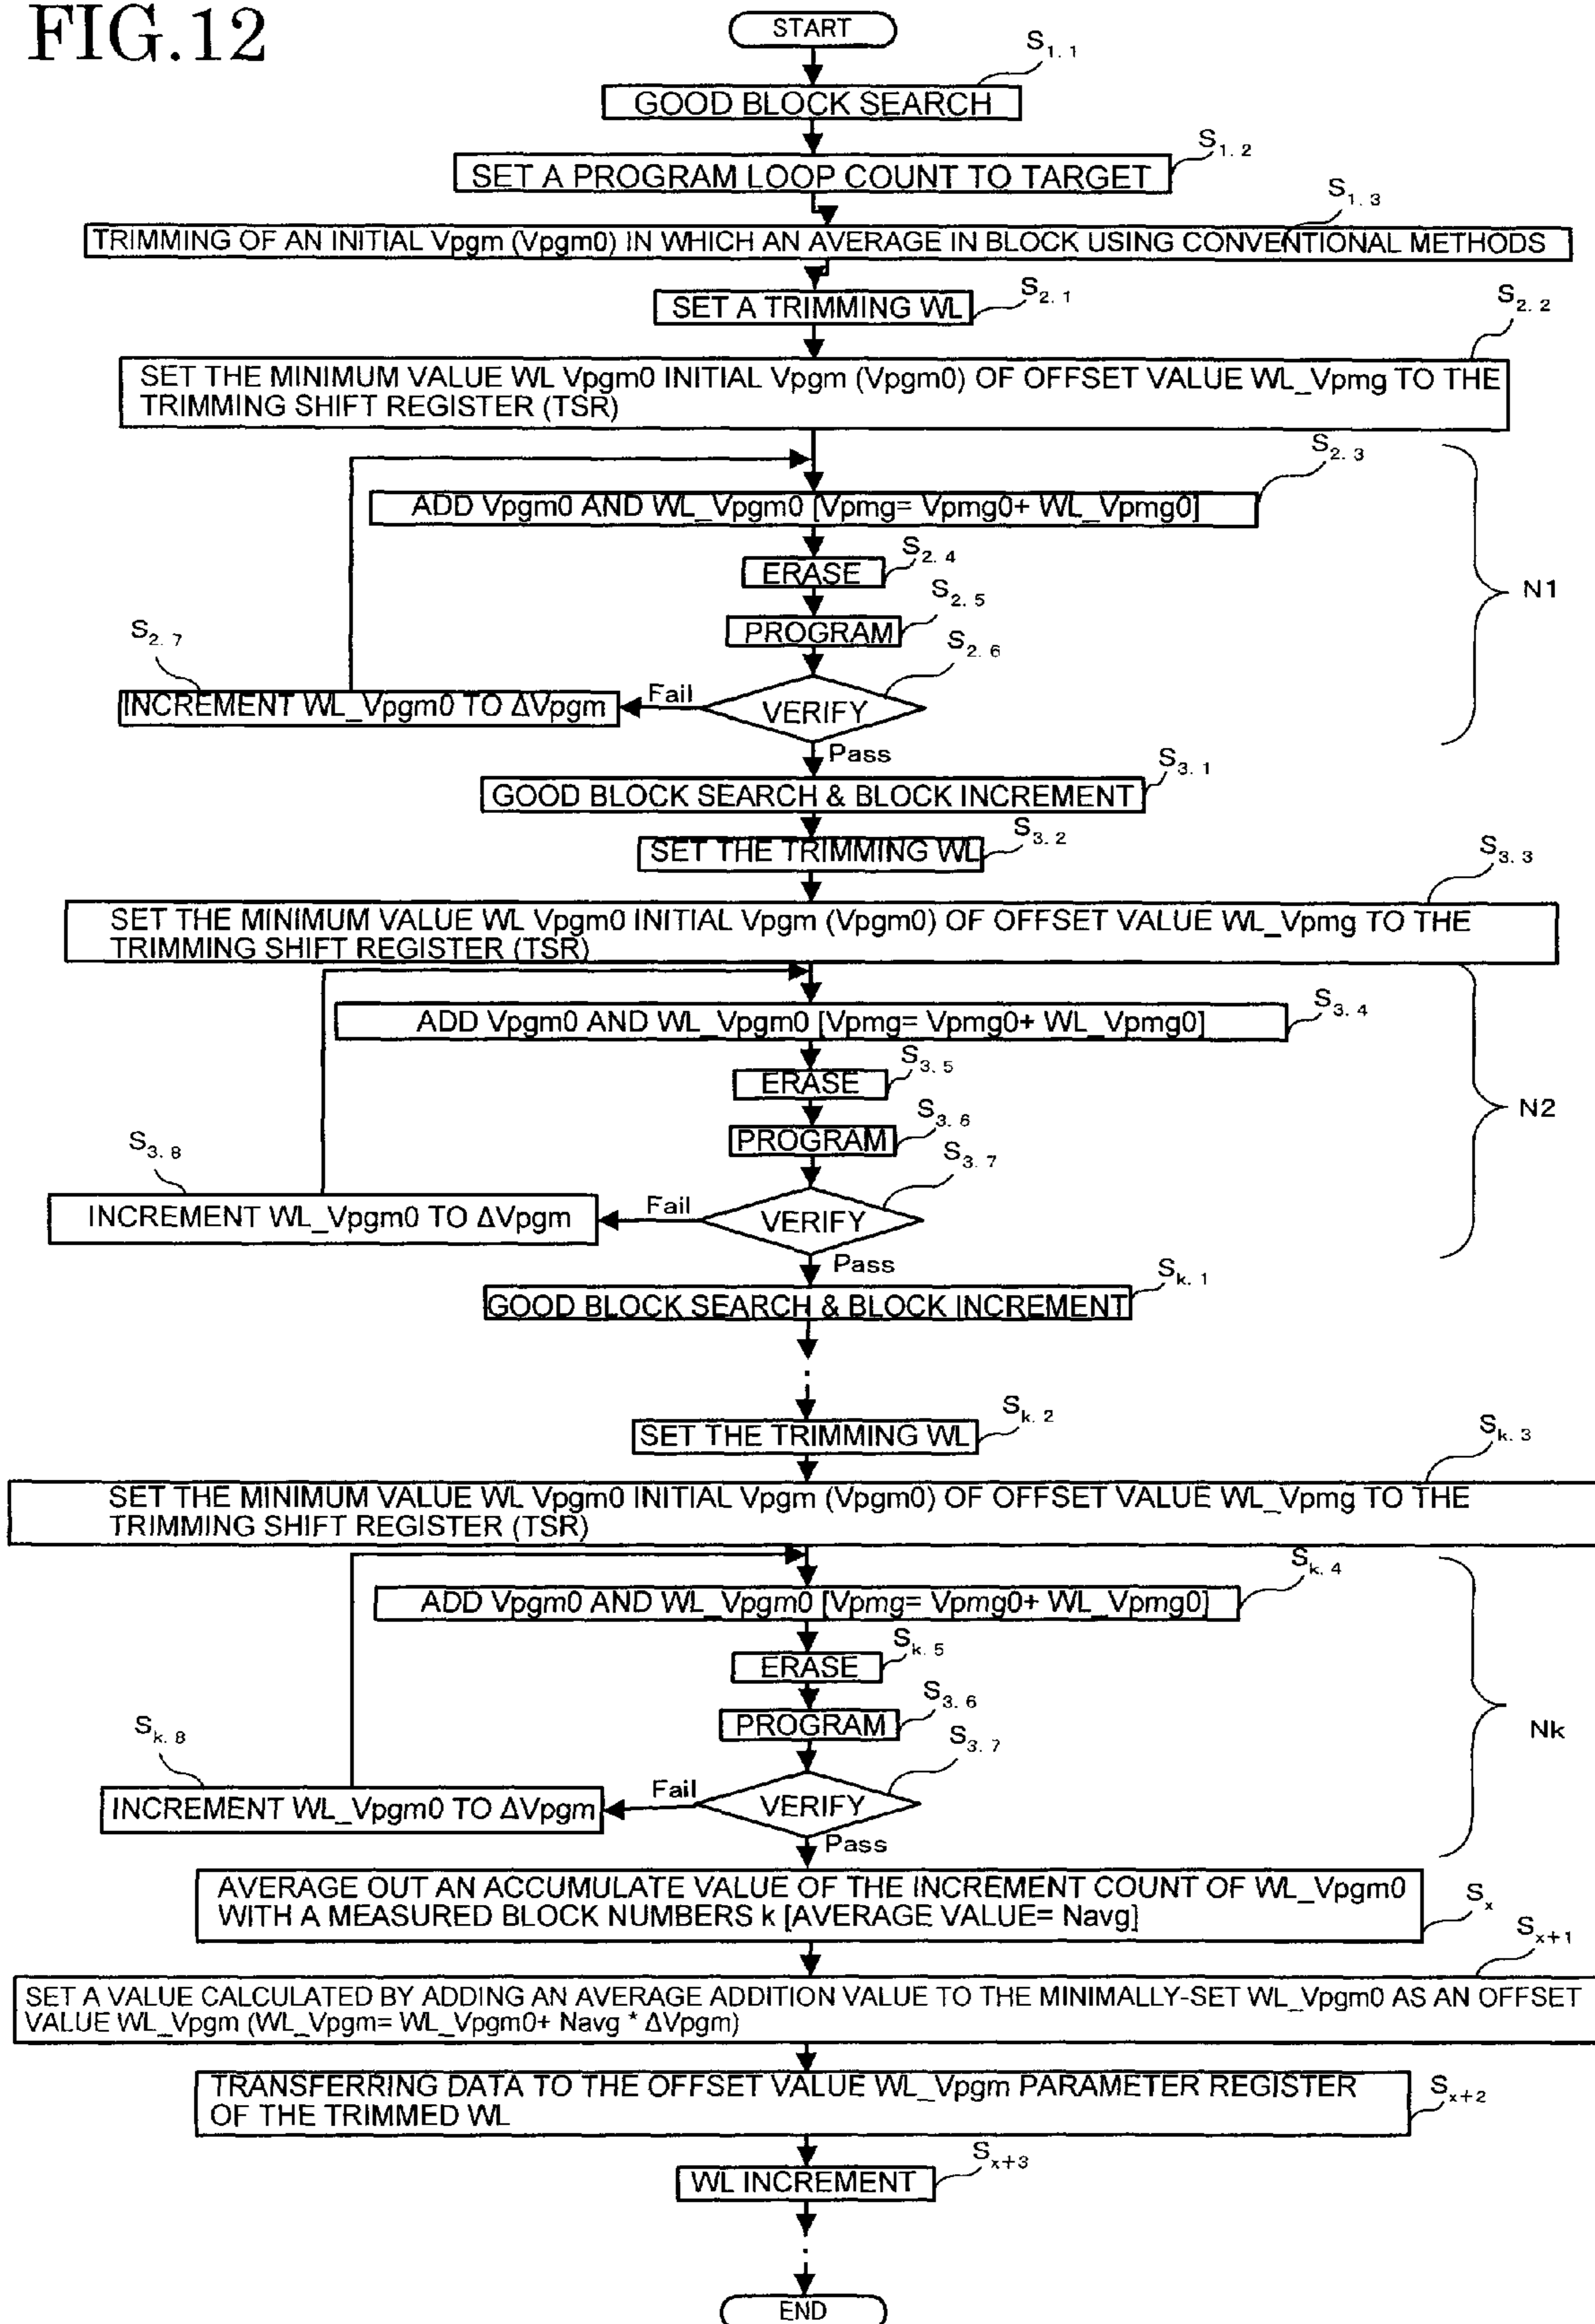 FIG.12
START
S1.1
GOOD BLOCK SEARCH
S1.2
SET A PROGRAM LOOP COUNT TO TARGET
S1.3
TRIMMING OF AN INITIAL Vpgm (Vpgm0) IN WHICH AN AVERAGE IN BLOCK USING CONVENTIONAL METHODS
S2.1
SET A TRIMMING WL
S2.2
SET THE MINIMUM VALUE WL Vpgm0 INITIAL Vpgm (Vpgm0) OF OFFSET VALUE WL_Vpmg TO THE
TRIMMING SHIFT REGISTER (TSR)
S2.3
ADD Vpgm0 AND WL_Vpgm0 [Vpmg= Vpmg0+ WL_Vpmg0]
S2.4
ERASE
N1
S2.5
PROGRAM
S2.7
S2.6
INCREMENT WL_Vpgm0 TO ΔVpgm
Fail
VERIFY
Pass
S3.1
GOOD BLOCK SEARCH & BLOCK INCREMENT
S3.2
SET THE TRIMMING WL
S3.3
SET THE MINIMUM VALUE WL Vpgm0 INITIAL Vpgm (Vpgm0) OF OFFSET VALUE WL_Vpmg TO THE
TRIMMING SHIFT REGISTER (TSR)
S3.4
ADD Vpgm0 AND WL_Vpgm0 [Vpmg= Vpmg0+ WL_Vpmg0]
S3.5
ERASE
N2
S3.6
PROGRAM
S3.8
S3.7
INCREMENT WL_Vpgm0 TO ΔVpgm
Fail
VERIFY
Pass
Sk.1
GOOD BLOCK SEARCH & BLOCK INCREMENT
Sk.2
SET THE TRIMMING WL
Sk.3
SET THE MINIMUM VALUE WL Vpgm0 INITIAL Vpgm (Vpgm0) OF OFFSET VALUE WL_Vpmg TO THE
TRIMMING SHIFT REGISTER (TSR)
Sk.4
ADD Vpgm0 AND WL_Vpgm0 [Vpmg= Vpmg0+ WL_Vpmg0]
Sk.5
ERASE
S3.6
PROGRAM
Nk
Sk.8
S3.7
INCREMENT WL_Vpgm0 TO ΔVpgm
Fail
VERIFY
Pass
AVERAGE OUT AN ACCUMULATE VALUE OF THE INCREMENT COUNT OF WL_Vpgm0
WITH A MEASURED BLOCK NUMBERS k [AVERAGE VALUE= Navg]
Sx
Sx+1
SET A VALUE CALCULATED BY ADDING AN AVERAGE ADDITION VALUE TO THE MINIMALLY-SET WL_Vpgm0 AS AN OFFSET
VALUE WL_Vpgm (WL_Vpgm= WL_Vpgm0+ Navg * ΔVpgm)
TRANSFERRING DATA TO THE OFFSET VALUE WL_Vpgm PARAMETER REGISTER
OF THE TRIMMED WL
Sx+2
Sx+3
WL INCREMENT
END